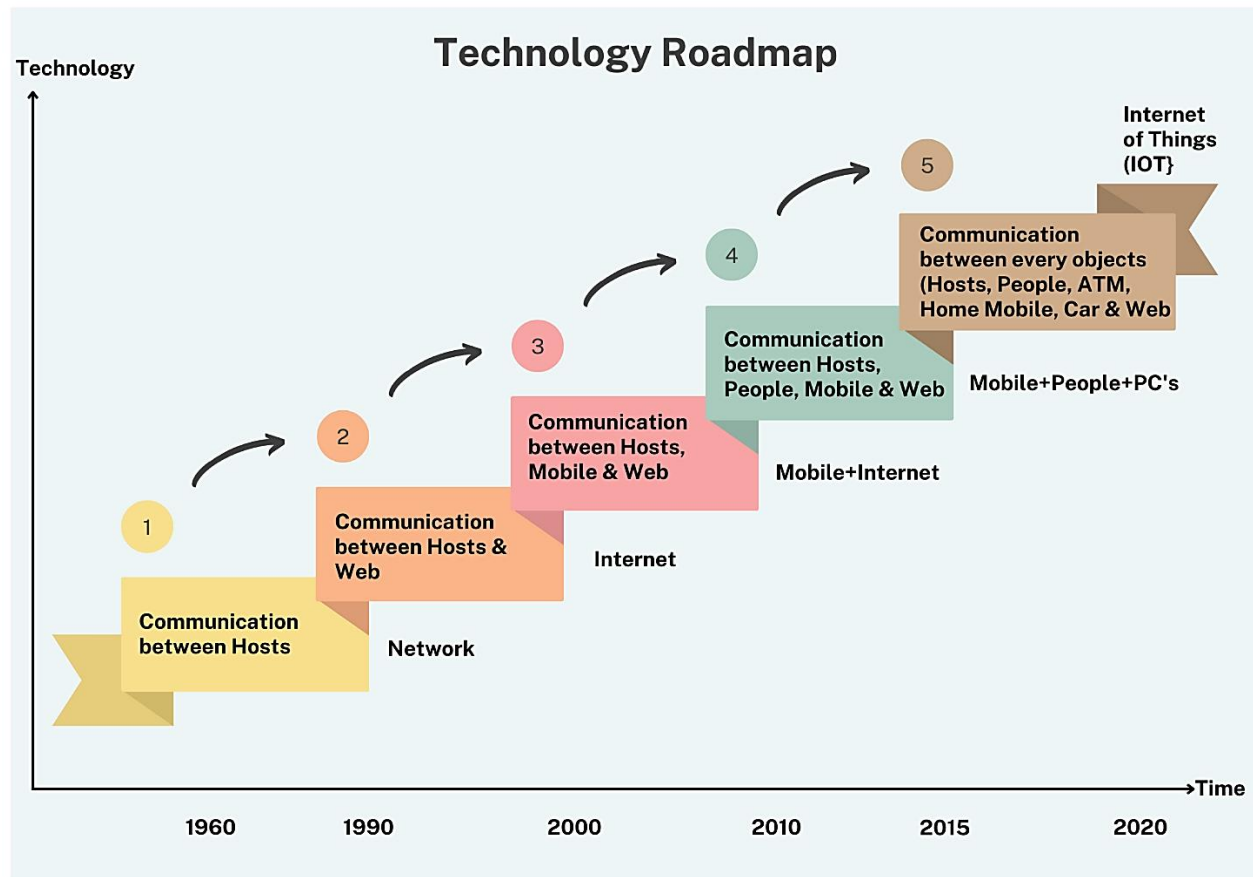 Technology Roadmap
Technology
Internet
of Things
(IOT}
5
Communication
between every objects
(Hosts, People, ATM,
Home Mobile, Car & Web
4
Communication
between Hosts,
People, Mobile & Web
Mobile+People+PC's
3
Communication
between Hosts,
Mobile & Web
Mobile+Internet
2
Communication
between Hosts &
Web
Internet
1
Communication
between Hosts
Network
Time
1960
1990
2000
2010
2015
2020